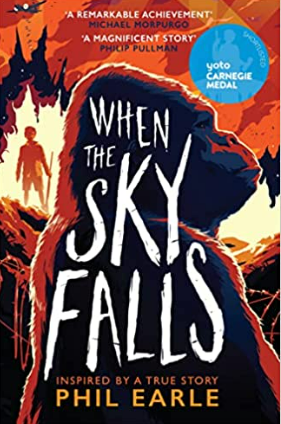 'A REMARKABLE ACHIEVEMENT'
MICHAEL MORPURGO
'A MAGNIFICENT STORY'
PHILIP PULLMAN
SHORTLISTED
yoto
CARNEGIE
MEDAL
WHEN
THE
SKY
FALLS
INSPIRED BY A TRUE STORY
PHIL EARLE